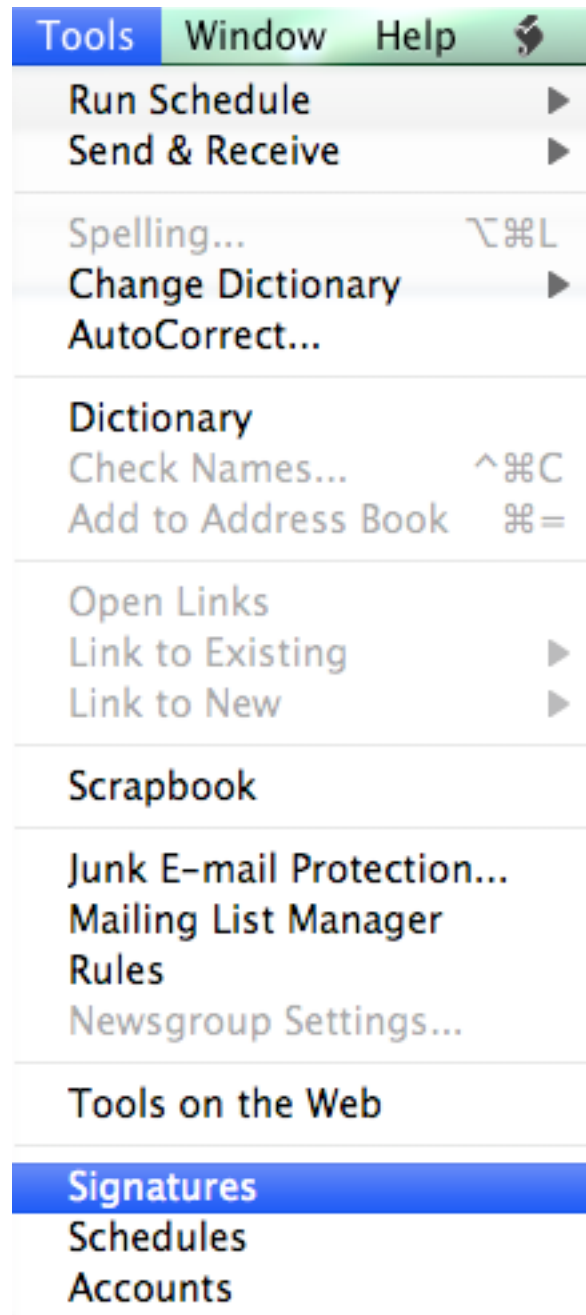 Tools Window Help
Run Schedule
Send & Receive
Spelling... ⌥⌘L
Change Dictionary
AutoCorrect...
Dictionary
Check Names... ^⌘C
Add to Address Book ⌘=
Open Links
Link to Existing
Link to New
Scrapbook
Junk E-mail Protection...
Mailing List Manager
Rules
Newsgroup Settings...
Tools on the Web
Signatures
Schedules
Accounts